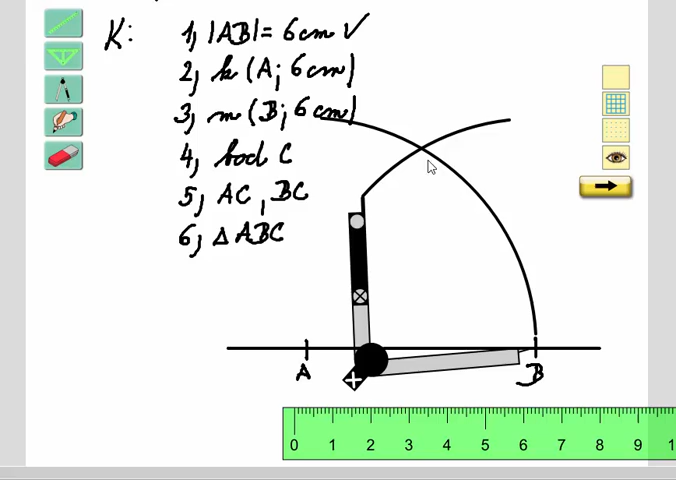 K:
1, |AB| = 6cm √
2, k (A; 6cm)
3, m (B; 6cm)
4, bod C
5, AC, BC
6, △ABC
A
B
0 1 2 3 4 5 6 7 8 9 1